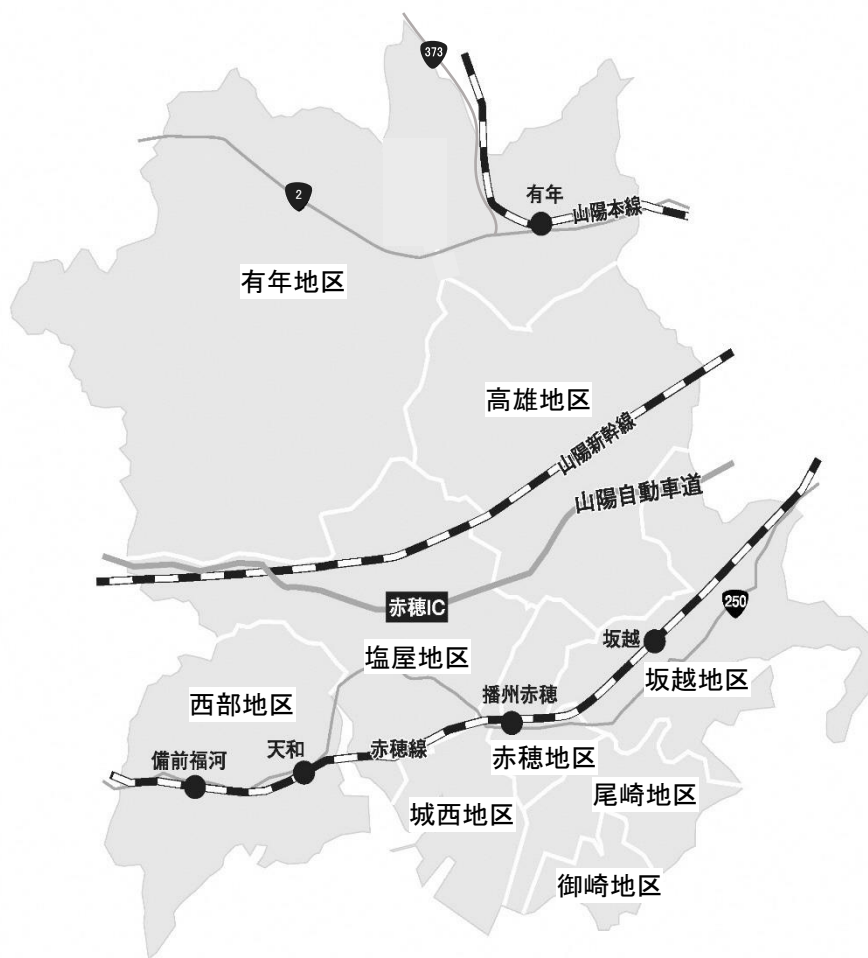 373
有年
2
山陽本線
有年地区
高雄地区
山陽新幹線
山陽自動車道
赤穂IC
250
坂越
塩屋地区
坂越地区
西部地区
播州赤穂
備前福河
天和
赤穂線
赤穂地区
尾崎地区
城西地区
御崎地区